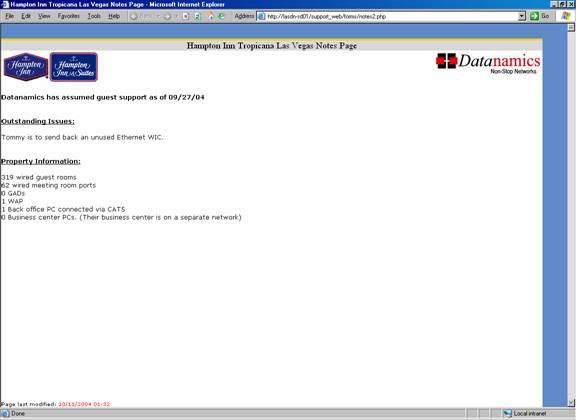 Hampton Inn Tropicana Las Vegas Notes Page - Microsoft Internet Explorer
File Edit View Favorites Tools Help Address http://lasdn-sd01/support_web/toms/notes2.php Go
Hampton Inn Tropicana Las Vegas Notes Page
Hampton Inn Hampton Inn & Suites Datanamics
Non-Stop Networks
Datanamics has assumed guest support as of 09/27/04
Outstanding Issues:
Tommy is to send back an unused Ethernet WIC.
Property Information:
319 wired guest rooms
62 wired meeting room ports
0 GADs
1 WAP
1 Back office PC connected via CAT5
0 Business center PCs. (Their business center is on a separate network)
Page last modified: 10/11/2004 01:32
Done Local intranet